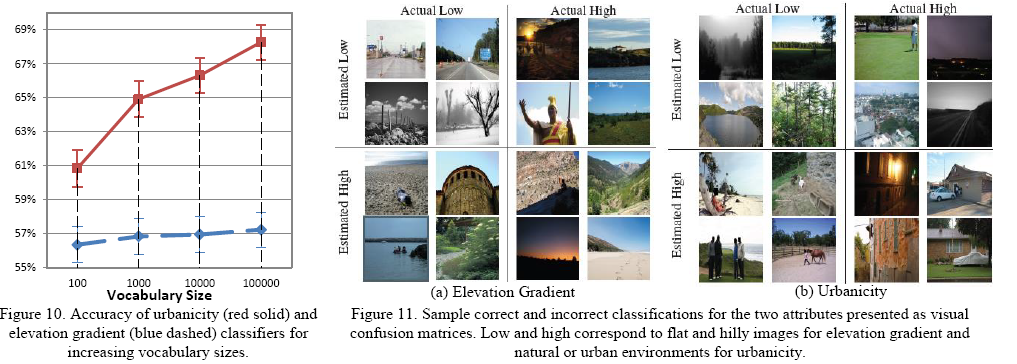 69%
67%
65%
63%
61%
59%
57%
55%
100
1000
10000
100000
Vocabulary Size
Figure 10. Accuracy of urbanicity (red solid) and
elevation gradient (blue dashed) classifiers for
increasing vocabulary sizes.
Actual Low
Actual High
Estimated Low
Estimated High
(a) Elevation Gradient
Actual Low
Actual High
Estimated Low
Estimated High
(b) Urbanicity
Figure 11. Sample correct and incorrect classifications for the two attributes presented as visual
confusion matrices. Low and high correspond to flat and hilly images for elevation gradient and
natural or urban environments for urbanicity.